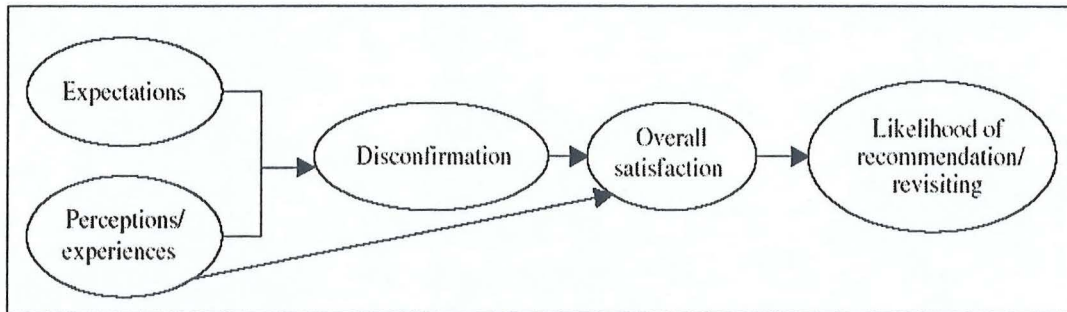 Expectations
Perceptions/
experiences
Disconfirmation
Overall
satisfaction
Likelihood of
recommendation/
revisiting